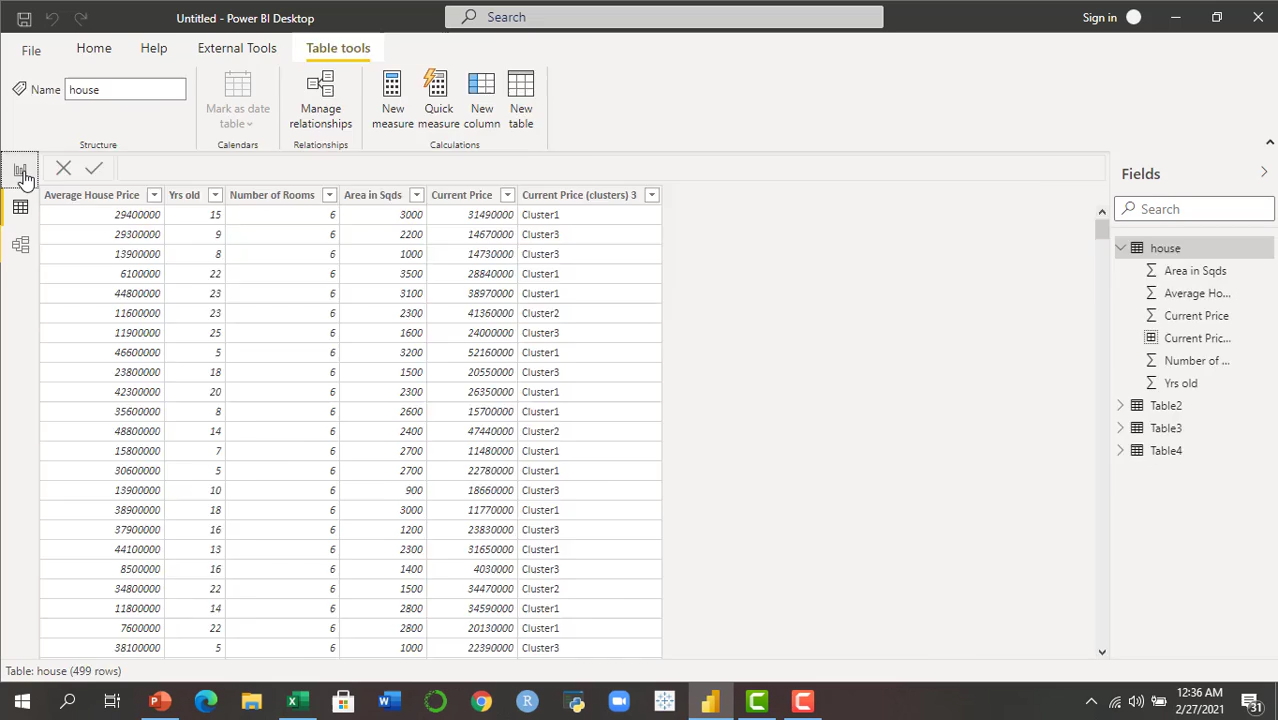 Untitled - Power BI Desktop
Search
Sign in
File
Home
Help
External Tools
Table tools
Name
house
Mark as date table
Manage relationships
New measure
Quick measure
New column
New table
Structure
Calendars
Relationships
Calculations
Fields
Search
Average House Price Yrs old Number of Rooms Area in Sqds Current Price Current Price (clusters) 3
29400000 15 6 3000 31490000 Cluster1
29300000 9 6 2200 14670000 Cluster3
13900000 8 6 1000 14730000 Cluster3
6100000 22 6 3500 28840000 Cluster1
44800000 23 6 3100 38970000 Cluster1
11600000 23 6 2300 41360000 Cluster2
11900000 25 6 1600 24000000 Cluster3
46600000 5 6 3200 52160000 Cluster1
23800000 18 6 1500 20550000 Cluster3
42300000 20 6 2300 26350000 Cluster1
35600000 8 6 2600 15700000 Cluster1
48800000 14 6 2400 47440000 Cluster2
15800000 7 6 2700 11480000 Cluster1
30600000 5 6 2700 22780000 Cluster1
13900000 10 6 900 18660000 Cluster3
38900000 18 6 3000 11770000 Cluster1
37900000 16 6 1200 23830000 Cluster3
44100000 13 6 2300 31650000 Cluster1
8500000 16 6 1400 4030000 Cluster3
34800000 22 6 1500 34470000 Cluster2
11800000 14 6 2800 34590000 Cluster1
7600000 22 6 2800 20130000 Cluster1
38100000 5 6 1000 22390000 Cluster3
house
Area in Sqds
Average Ho...
Current Price
Current Pric...
Number of ...
Yrs old
Table2
Table3
Table4
Table: house (499 rows)
12:36 AM
2/27/2021
31